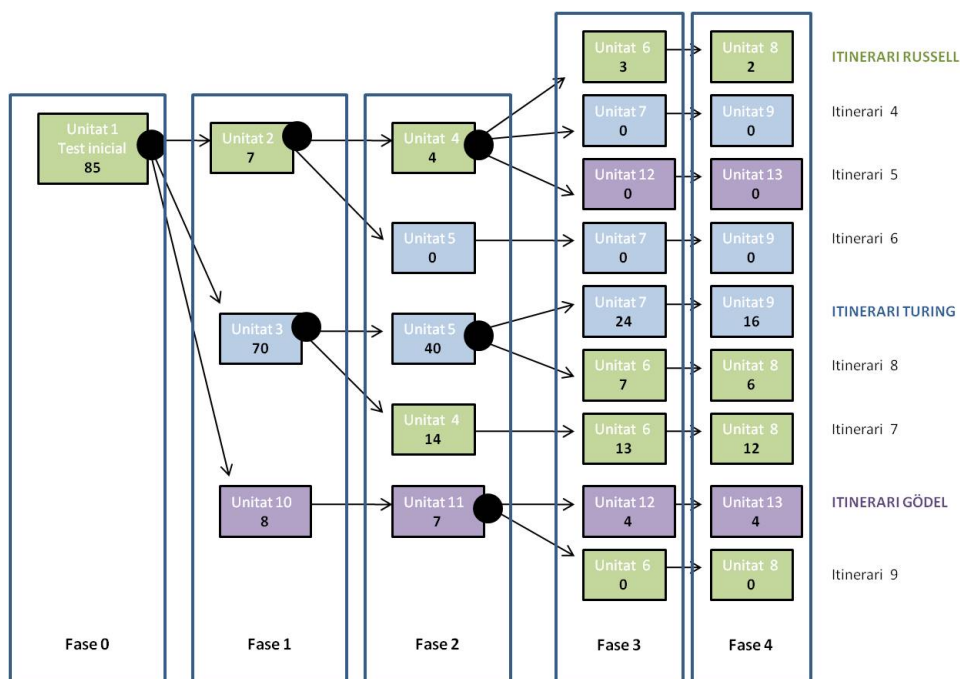 Unitat 6
3
Unitat 8
2
ITINERARI RUSSELL
Unitat 1
Test inicial
85
Unitat 2
7
Unitat 4
4
Unitat 7
0
Unitat 9
0
Itinerari 4
Unitat 12
0
Unitat 13
0
Itinerari 5
Unitat 5
0
Unitat 7
0
Unitat 9
0
Itinerari 6
Unitat 3
70
Unitat 5
40
Unitat 7
24
Unitat 9
16
ITINERARI TURING
Unitat 6
7
Unitat 8
6
Itinerari 8
Unitat 4
14
Unitat 6
13
Unitat 8
12
Itinerari 7
Unitat 10
8
Unitat 11
7
Unitat 12
4
Unitat 13
4
ITINERARI GÖDEL
Unitat 6
0
Unitat 8
0
Itinerari 9
Fase 0
Fase 1
Fase 2
Fase 3
Fase 4